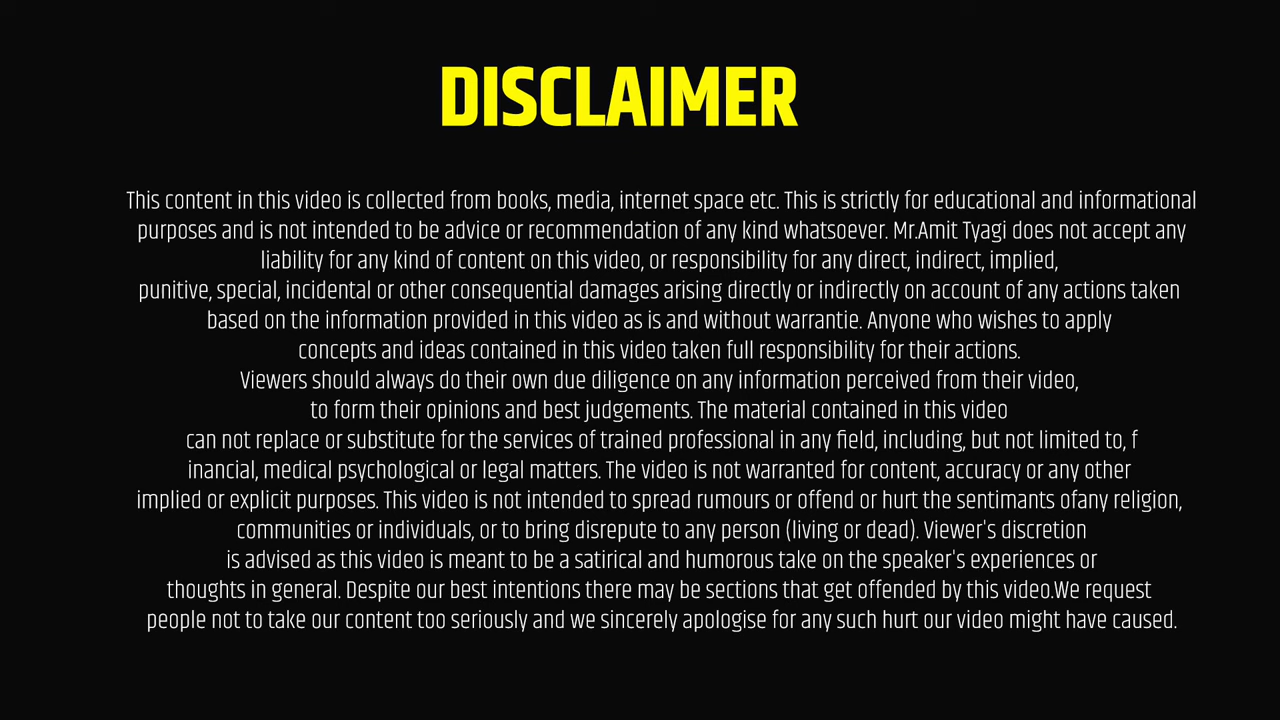 DISCLAIMER
This content in this video is collected from books, media, internet space etc. This is strictly for educational and informational
purposes and is not intended to be advice or recommendation of any kind whatsoever. Mr.Amit Tyagi does not accept any
liability for any kind of content on this video, or responsibility for any direct, indirect, implied,
punitive, special, incidental or other consequential damages arising directly or indirectly on account of any actions taken
based on the information provided in this video as is and without warrantie. Anyone who wishes to apply
concepts and ideas contained in this video taken full responsibility for their actions.
Viewers should always do their own due diligence on any information perceived from their video,
to form their opinions and best judgements. The material contained in this video
can not replace or substitute for the services of trained professional in any field, including, but not limited to, f
inancial, medical psychological or legal matters. The video is not warranted for content, accuracy or any other
implied or explicit purposes. This video is not intended to spread rumours or offend or hurt the sentimants ofany religion,
communities or individuals, or to bring disrepute to any person (living or dead). Viewer's discretion
is advised as this video is meant to be a satirical and humorous take on the speaker's experiences or
thoughts in general. Despite our best intentions there may be sections that get offended by this video.We request
people not to take our content too seriously and we sincerely apologise for any such hurt our video might have caused.